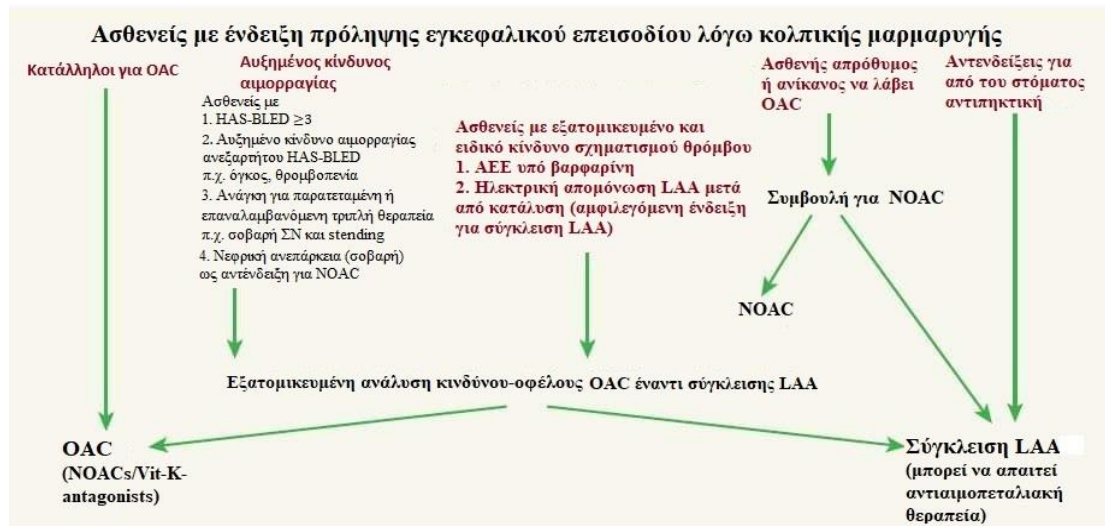 Ασθενείς με ένδειξη πρόληψης εγκεφαλικού επεισοδίου λόγω κολπικής μαρμαρυγής
Κατάλληλοι για OAC
Αυξημένος κίνδυνος
αιμορραγίας
Ασθενείς με
1. HAS-BLED ≥3
2. Αυξημένο κίνδυνο αιμορραγίας
ανεξαρτήτου HAS-BLED
π.χ. όγκος, θρομβοπενία
3. Ανάγκη για παρατεταμένη ή
επαναλαμβανόμενη τριπλή θεραπεία
π.χ. σοβαρή ΣΝ και stending
4. Νεφρική ανεπάρκεια (σοβαρή)
ως αντένδειξη για NOAC
Ασθενείς με εξατομικευμένο και
ειδικό κίνδυνο σχηματισμού θρόμβου
1. ΑΕΕ υπό βαρφαρίνη
2. Ηλεκτρική απομόνωση LAA μετά
από κατάλυση (αμφιλεγόμενη ένδειξη
για σύγκλειση LAA)
Ασθενής απρόθυμος
ή ανίκανος να λάβει
OAC
Αντενδείξεις για
από του στόματος
αντιπηκτική
Συμβουλή για NOAC
NOAC
Εξατομικευμένη ανάλυση κινδύνου-οφέλους OAC έναντι σύγκλεισης LAA
OAC
(NOACs/Vit-K-
antagonists)
Σύγκλειση LAA
(μπορεί να απαιτεί
αντιαιμοπεταλιακή
θεραπεία)